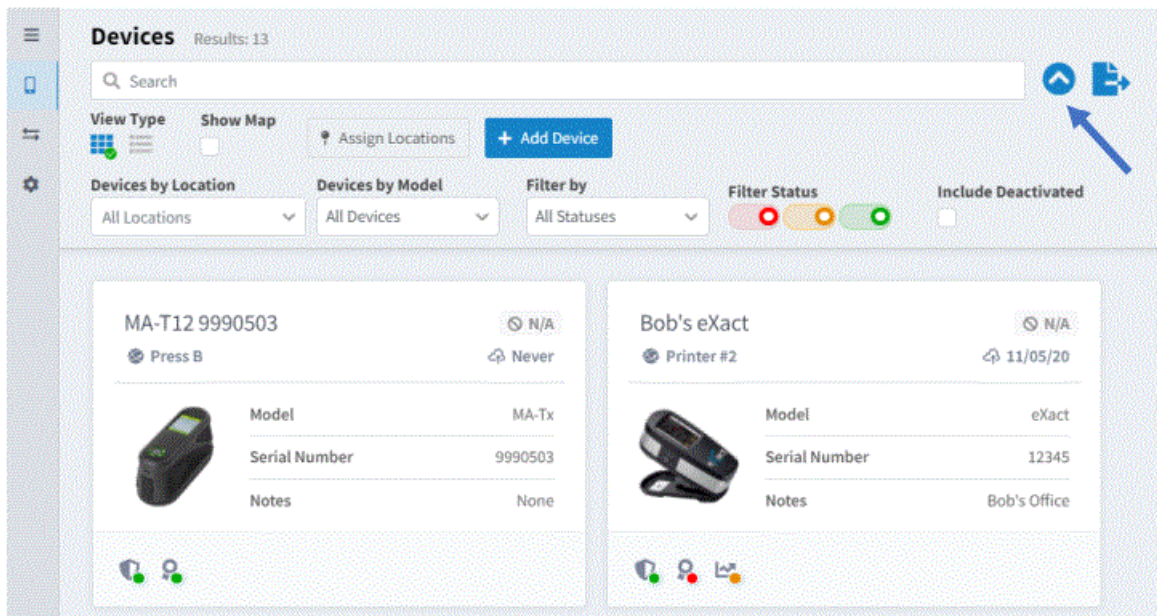 Devices Results: 13
Search
View Type Show Map
Assign Locations + Add Device
Devices by Location Devices by Model Filter by Filter Status Include Deactivated
All Locations All Devices All Statuses
MA-T12 9990503 N/A
Press B Never
Model MA-Tx
Serial Number 9990503
Notes None
Bob's eXact N/A
Printer #2 11/05/20
Model eXact
Serial Number 12345
Notes Bob's Office